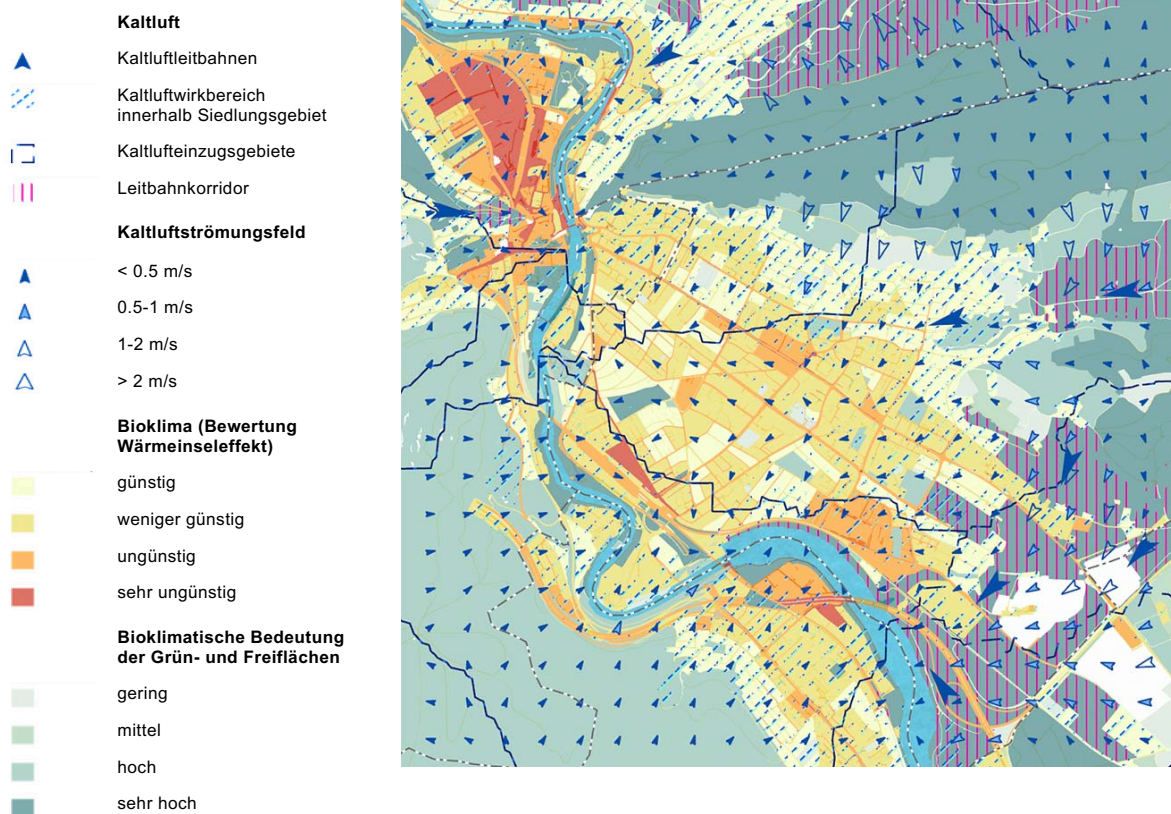 Kaltluft
Kaltluftleitbahnen
Kaltluftwirkbereich
innerhalb Siedlungsgebiet
Kaltlufteinzugsgebiete
Leitbahnkorridor
Kaltluftströmungsfeld
< 0.5 m/s
0.5-1 m/s
1-2 m/s
> 2 m/s
Bioklima (Bewertung
Wärmeinseleffekt)
günstig
weniger günstig
ungünstig
sehr ungünstig
Bioklimatische Bedeutung
der Grün- und Freiflächen
gering
mittel
hoch
sehr hoch